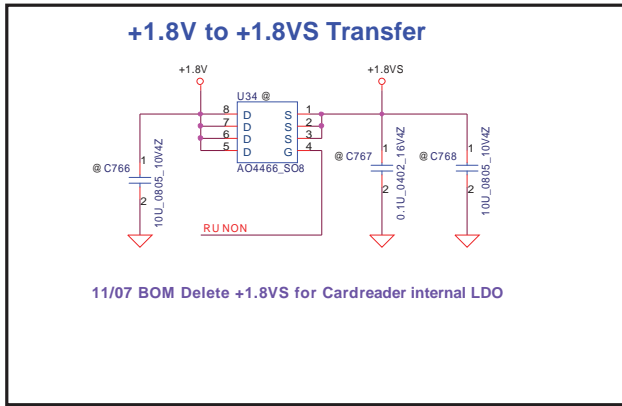 +1.8V to +1.8VS Transfer
+1.8V
+1.8VS
U34 @
8 D S 1
7 D S 2
6 D S 3
5 D G 4
AO4466_SO8
@ C766
1
2
10U_0805_10V4Z
@ C767
1
2
0.1U_0402_16V4Z
@ C768
1
2
10U_0805_10V4Z
RUNON
11/07 BOM Delete +1.8VS for Cardreader internal LDO